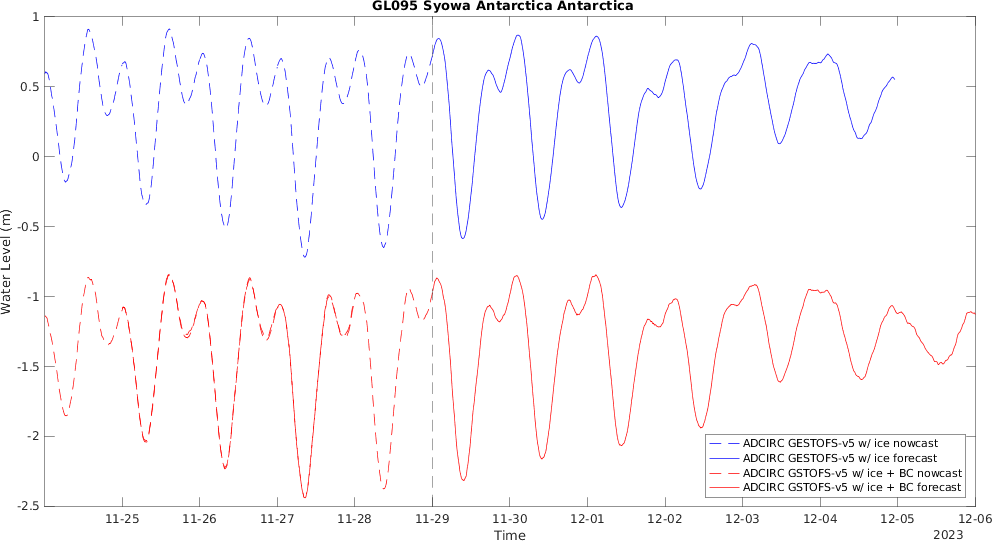 GL095 Syowa Antarctica Antarctica
1
0.5
0
-0.5
-1
-1.5
-2
-2.5
Water Level (m)
ADCIRC GESTOFS-v5 w/ ice nowcast
ADCIRC GESTOFS-v5 w/ ice forecast
ADCIRC GSTOFS-v5 w/ ice + BC nowcast
ADCIRC GSTOFS-v5 w/ ice + BC forecast
11-25 11-26 11-27 11-28 11-29 11-30 12-01 12-02 12-03 12-04 12-05 12-06
Time
2023